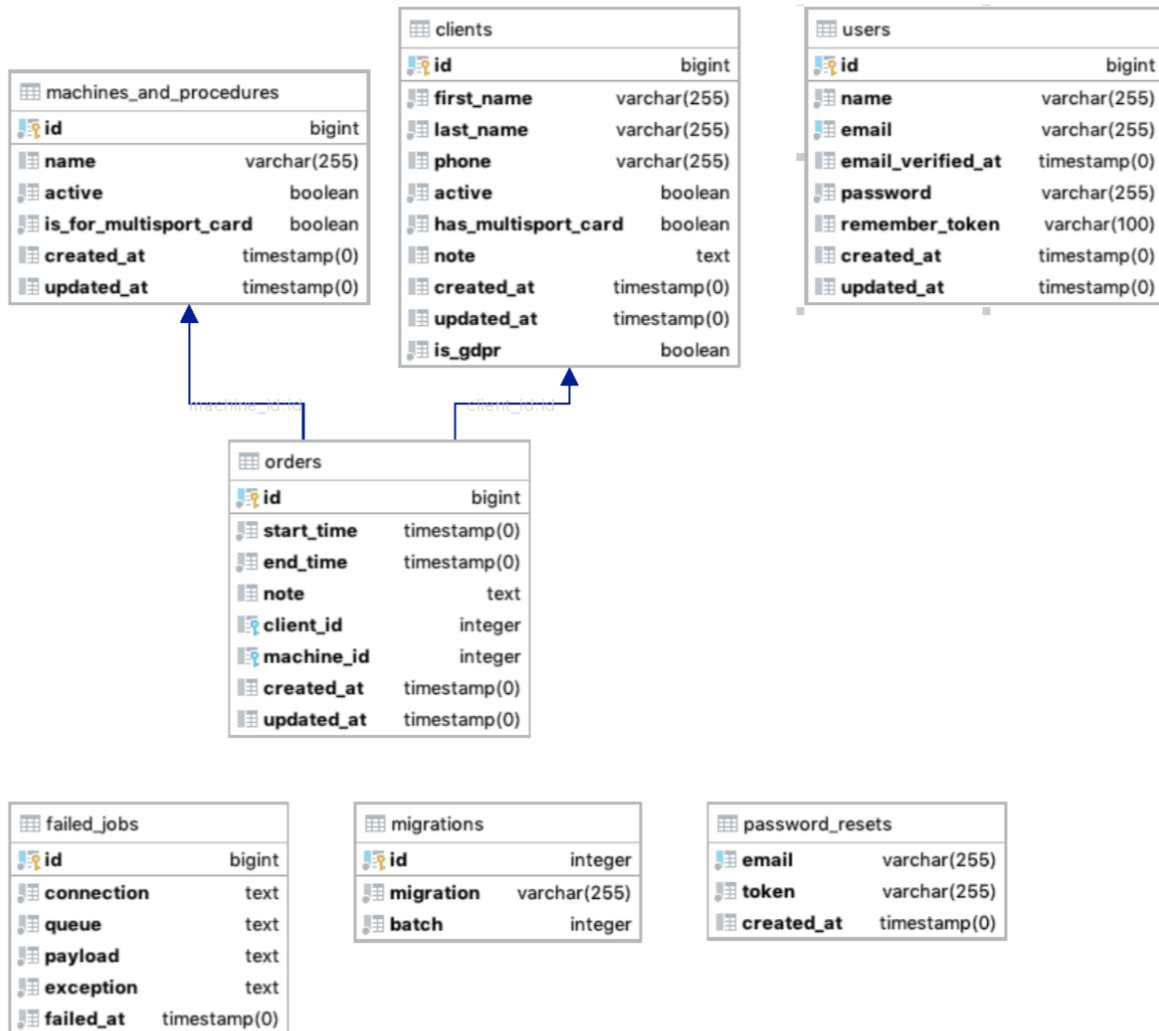 machines_and_procedures
id bigint
name varchar(255)
active boolean
is_for_multisport_card boolean
created_at timestamp(0)
updated_at timestamp(0)
clients
id bigint
first_name varchar(255)
last_name varchar(255)
phone varchar(255)
active boolean
has_multisport_card boolean
note text
created_at timestamp(0)
updated_at timestamp(0)
is_gdpr boolean
users
id bigint
name varchar(255)
email varchar(255)
email_verified_at timestamp(0)
password varchar(255)
remember_token varchar(100)
created_at timestamp(0)
updated_at timestamp(0)
machine_id:id
client_id:id
orders
id bigint
start_time timestamp(0)
end_time timestamp(0)
note text
client_id integer
machine_id integer
created_at timestamp(0)
updated_at timestamp(0)
failed_jobs
id bigint
connection text
queue text
payload text
exception text
failed_at timestamp(0)
migrations
id integer
migration varchar(255)
batch integer
password_resets
email varchar(255)
token varchar(255)
created_at timestamp(0)